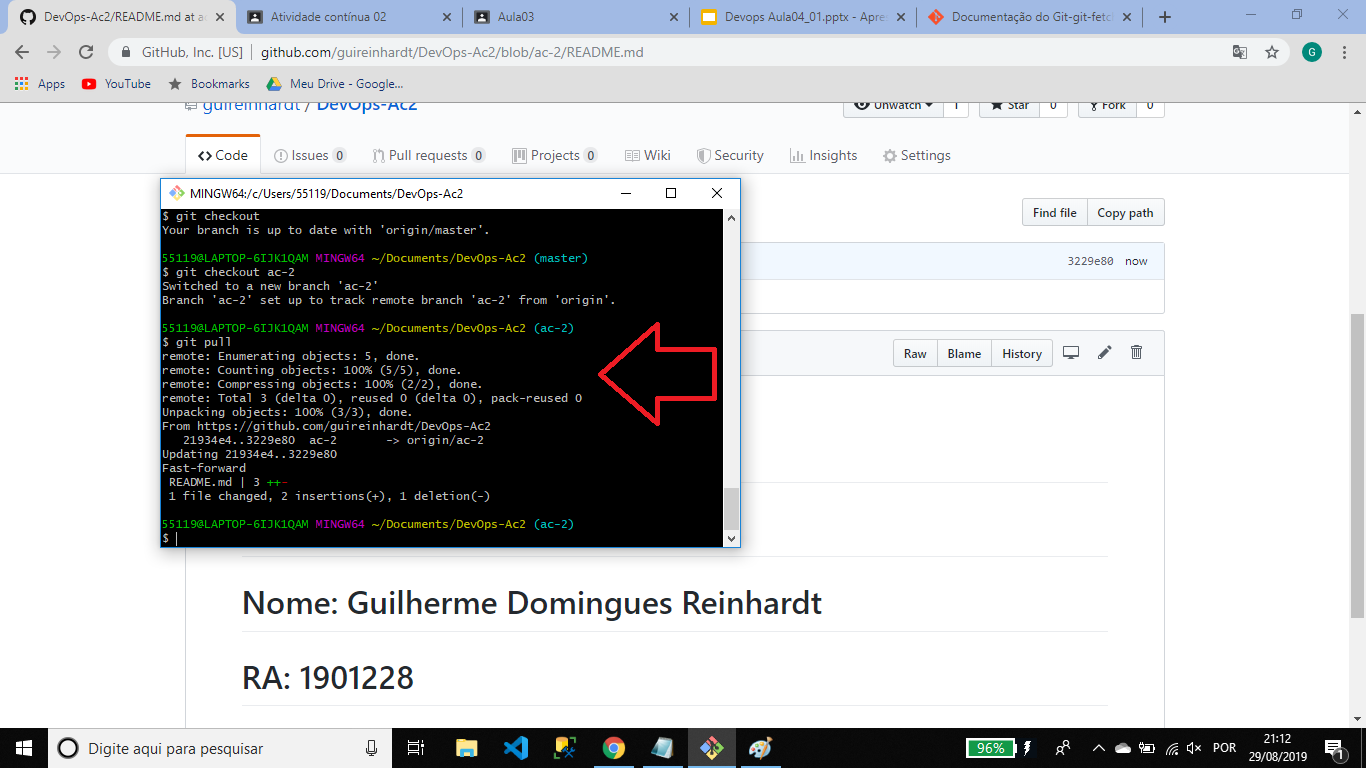 DevOps-Ac2/README.md at ac
Atividade contínua 02
Aula03
Devops Aula04_01.pptx - Apre
Documentação do Git-git-fetch
GitHub, Inc. [US] github.com/guireinhardt/DevOps-Ac2/blob/ac-2/README.md
G
Apps YouTube Bookmarks Meu Drive - Google...
guireinhardt / DevOps-Ac2
Unwatch 1 Star 0 Fork 0
Code Issues 0 Pull requests 0 Projects 0 Wiki Security Insights Settings
MINGW64:/c/Users/55119/Documents/DevOps-Ac2
$ git checkout
Your branch is up to date with 'origin/master'.
55119@LAPTOP-6IJK1QAM MINGW64 ~/Documents/DevOps-Ac2 (master)
$ git checkout ac-2
Switched to a new branch 'ac-2'
Branch 'ac-2' set up to track remote branch 'ac-2' from 'origin'.
55119@LAPTOP-6IJK1QAM MINGW64 ~/Documents/DevOps-Ac2 (ac-2)
$ git pull
remote: Enumerating objects: 5, done.
remote: Counting objects: 100% (5/5), done.
remote: Compressing objects: 100% (2/2), done.
remote: Total 3 (delta 0), reused 0 (delta 0), pack-reused 0
Unpacking objects: 100% (3/3), done.
From https://github.com/guireinhardt/DevOps-Ac2
21934e4..3229e80 ac-2 -> origin/ac-2
Updating 21934e4..3229e80
Fast-forward
README.md | 3 ++-
1 file changed, 2 insertions(+), 1 deletion(-)
55119@LAPTOP-6IJK1QAM MINGW64 ~/Documents/DevOps-Ac2 (ac-2)
$
Find file Copy path
3229e80 now
Raw Blame History
Nome: Guilherme Domingues Reinhardt
RA: 1901228
Digite aqui para pesquisar
96%
POR
21:12
29/08/2019
1